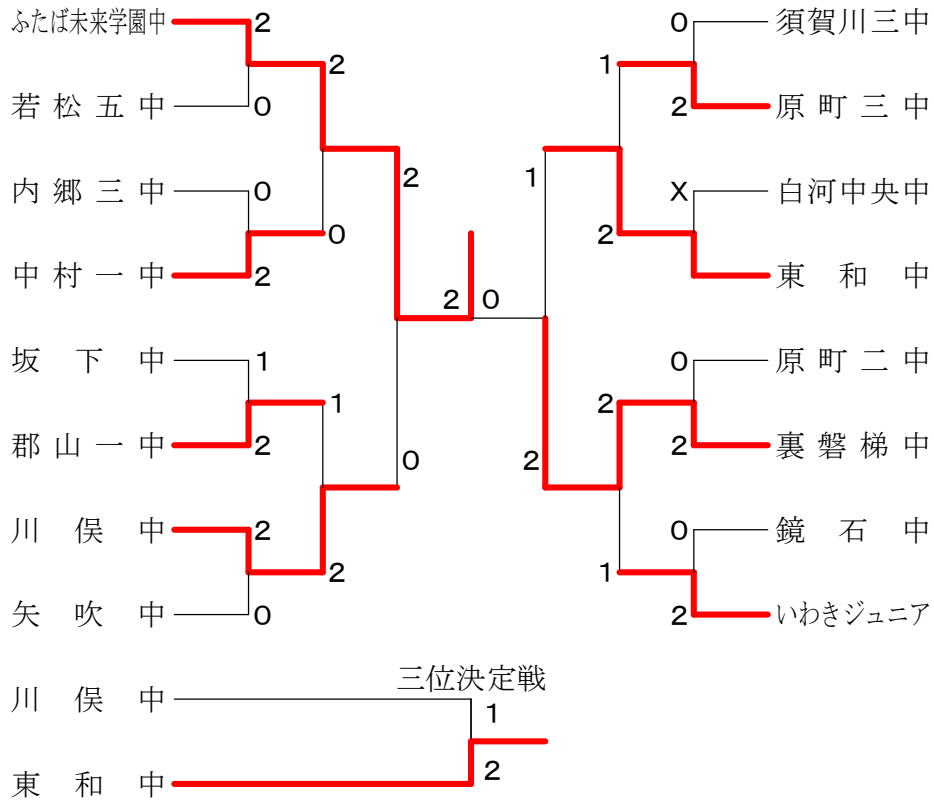 ふたば未来学園中 2 0 須賀川三中
2 1
若松五中 0 2 原町三中
2 1
内郷三中 0 X 白河中央中
0 2
中村一中 2 東和中
2 0
坂下中 1 0 原町二中
1 2
郡山一中 2 2 裏磐梯中
0 2
川俣中 2 0 鏡石中
2 1
矢吹中 0 2 いわきジュニア
三位決定戦
川俣中 1
東和中 2